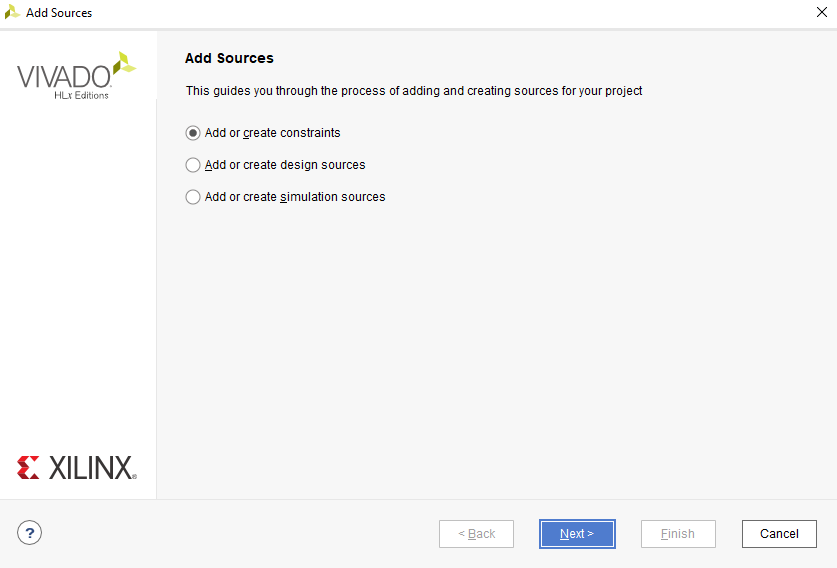 Add Sources
VIVADO.
HLx Editions
Add Sources
This guides you through the process of adding and creating sources for your project
Add or create constraints
Add or create design sources
Add or create simulation sources
XILINX®
?
< Back
Next >
Finish
Cancel